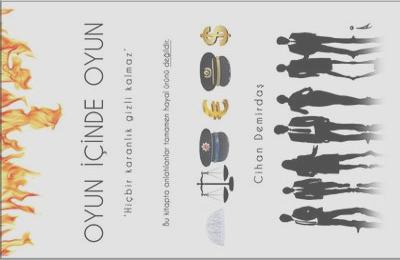 OYUN İÇİNDE OYUN
"Hiçbir karanlık gizli kalmaz"
Bu kitapta anlatılanlar tamamen hayal ürünü değildir.
Cihan Demirdaş